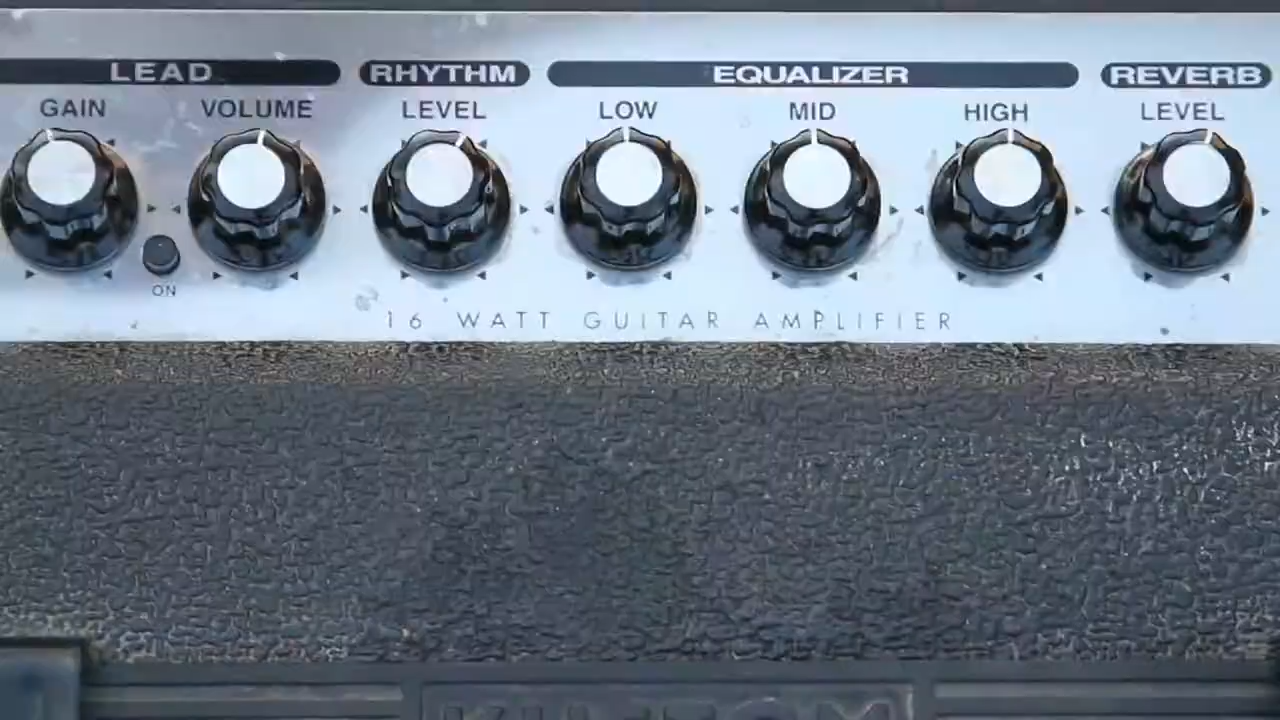 LEAD RHYTHM EQUALIZER REVERB
GAIN VOLUME LEVEL LOW MID HIGH LEVEL
ON
16 WATT GUITAR AMPLIFIER